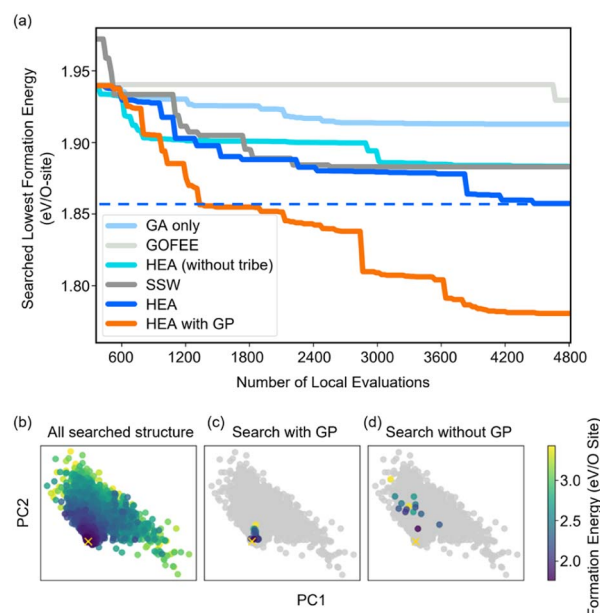 (a)
1.95
1.90
1.85
1.80
Searched Lowest Formation Energy
(eV/O-site)
GA only
GOFEE
HEA (without tribe)
SSW
HEA
HEA with GP
600
1200
1800
2400
3000
3600
4200
4800
Number of Local Evaluations
(b) All searched structure
(c) Search with GP
(d) Search without GP
PC2
PC1
3.0
2.5
2.0
Formation Energy (eV/O Site)